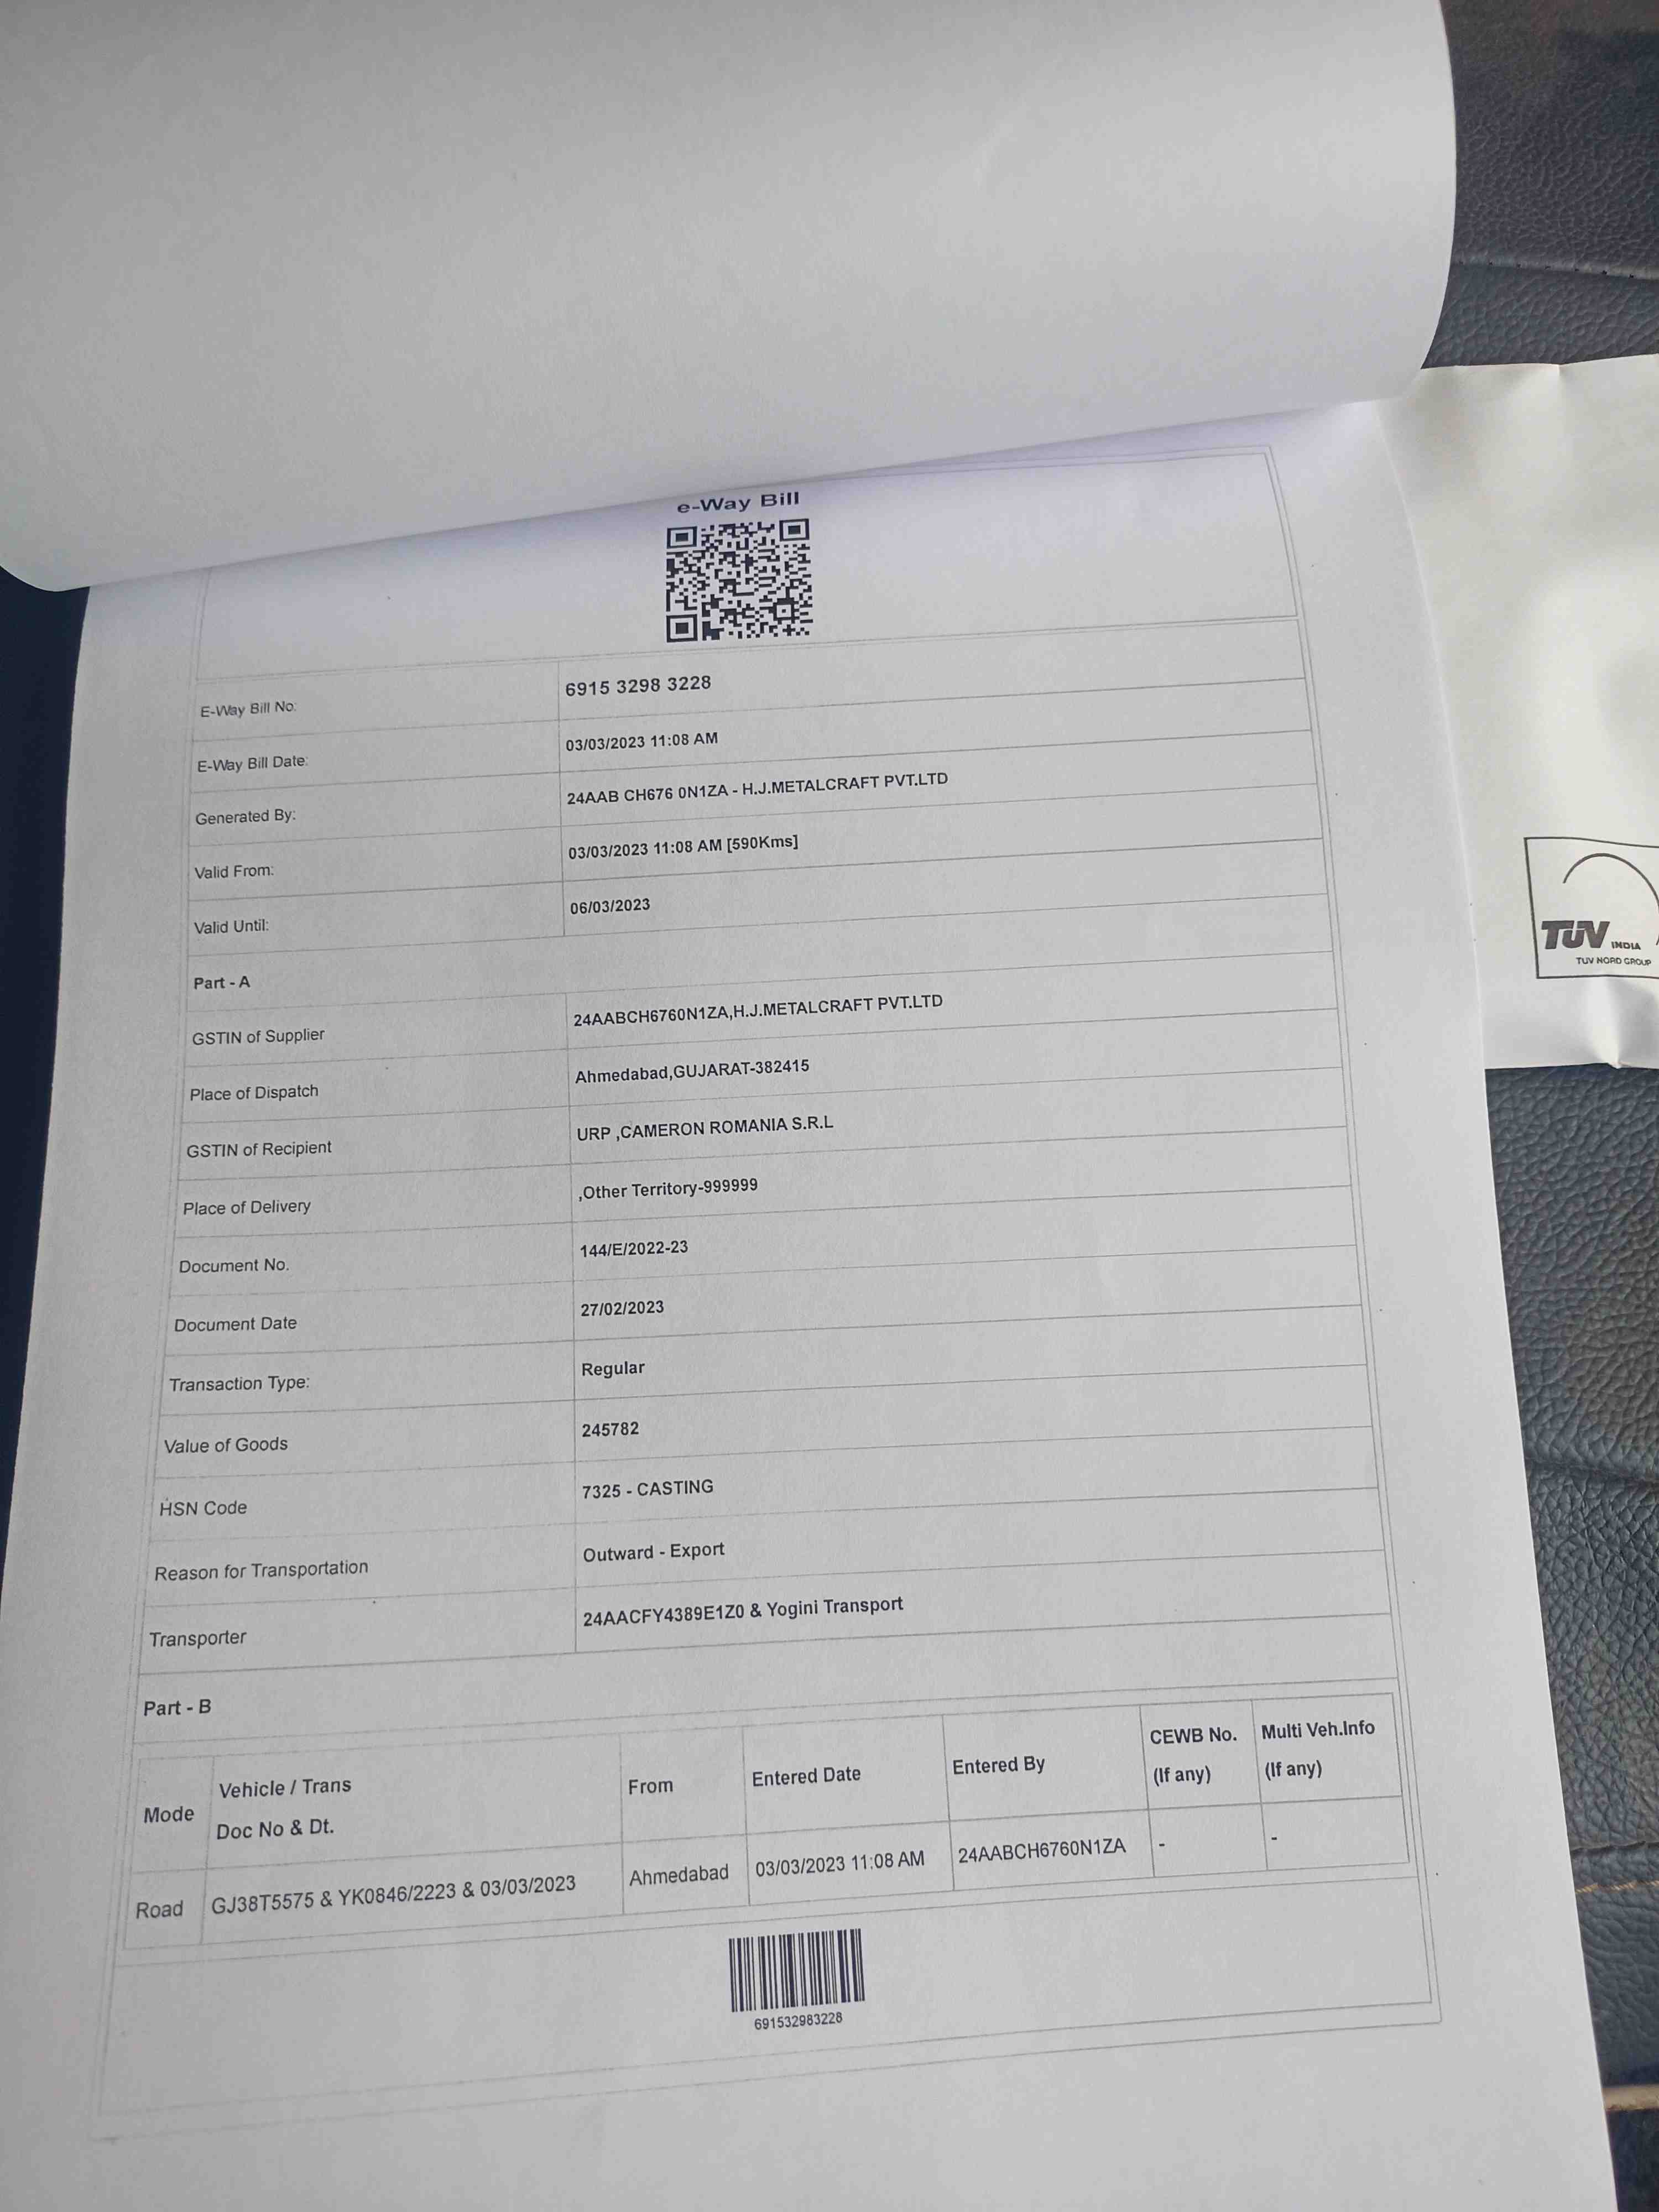 e-Way Bill
E-Way Bill No: 6915 3298 3228
E-Way Bill Date: 03/03/2023 11:08 AM
Generated By: 24AAB CH676 0N1ZA - H.J.METALCRAFT PVT.LTD
Valid From: 03/03/2023 11:08 AM [590Kms]
Valid Until: 06/03/2023
Part - A
GSTIN of Supplier 24AABCH6760N1ZA,H.J.METALCRAFT PVT.LTD
Place of Dispatch Ahmedabad,GUJARAT-382415
GSTIN of Recipient URP ,CAMERON ROMANIA S.R.L
Place of Delivery ,Other Territory-999999
Document No. 144/E/2022-23
Document Date 27/02/2023
Transaction Type: Regular
Value of Goods 245782
HSN Code 7325 - CASTING
Reason for Transportation Outward - Export
Transporter 24AACFY4389E1Z0 & Yogini Transport
Part - B
Mode Vehicle / Trans Doc No & Dt. From Entered Date Entered By CEWB No. (If any) Multi Veh.Info (If any)
Road GJ38T5575 & YK0846/2223 & 03/03/2023 Ahmedabad 03/03/2023 11:08 AM 24AABCH6760N1ZA - -
691532983228
TÜV INDIA
TUV NORD GROUP